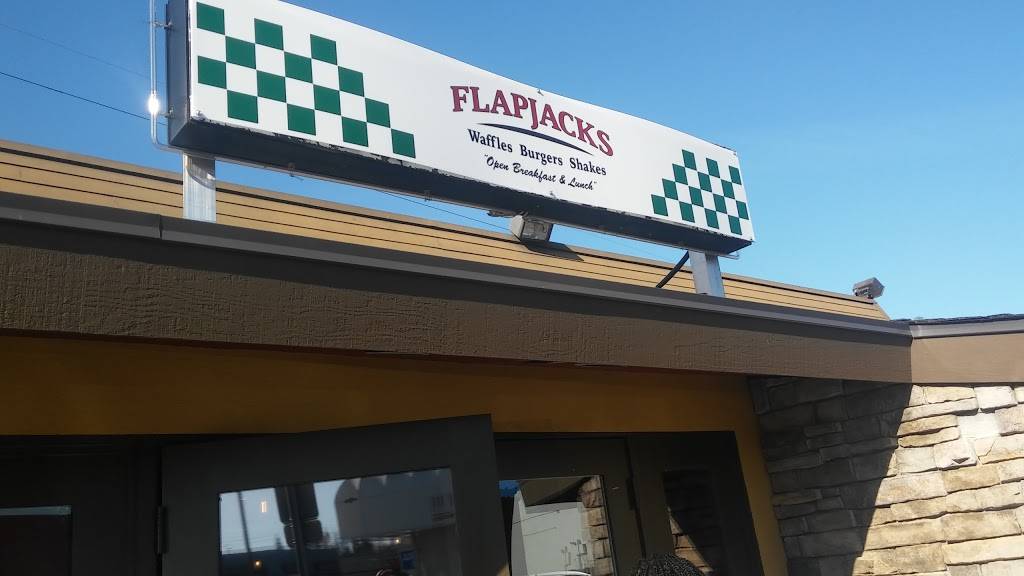 FLAPJACKS
Waffles Burgers Shakes
"Open Breakfast & Lunch"